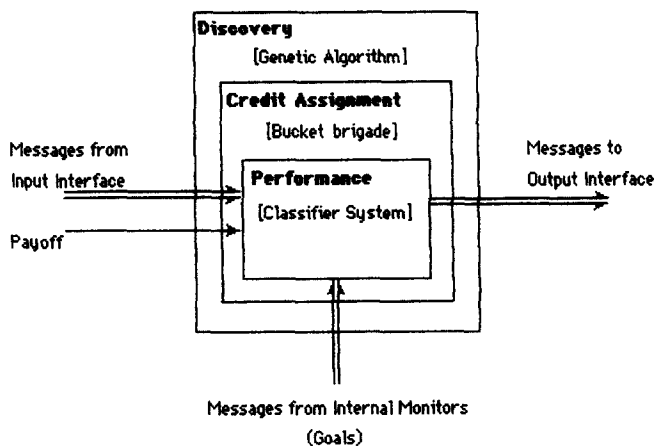 Discovery
[Genetic Algorithm]
Credit Assignment
[Bucket brigade]
Messages from
Input Interface
Performance
[Classifier System]
Messages to
Output Interface
Payoff
Messages from Internal Monitors
(Goals)